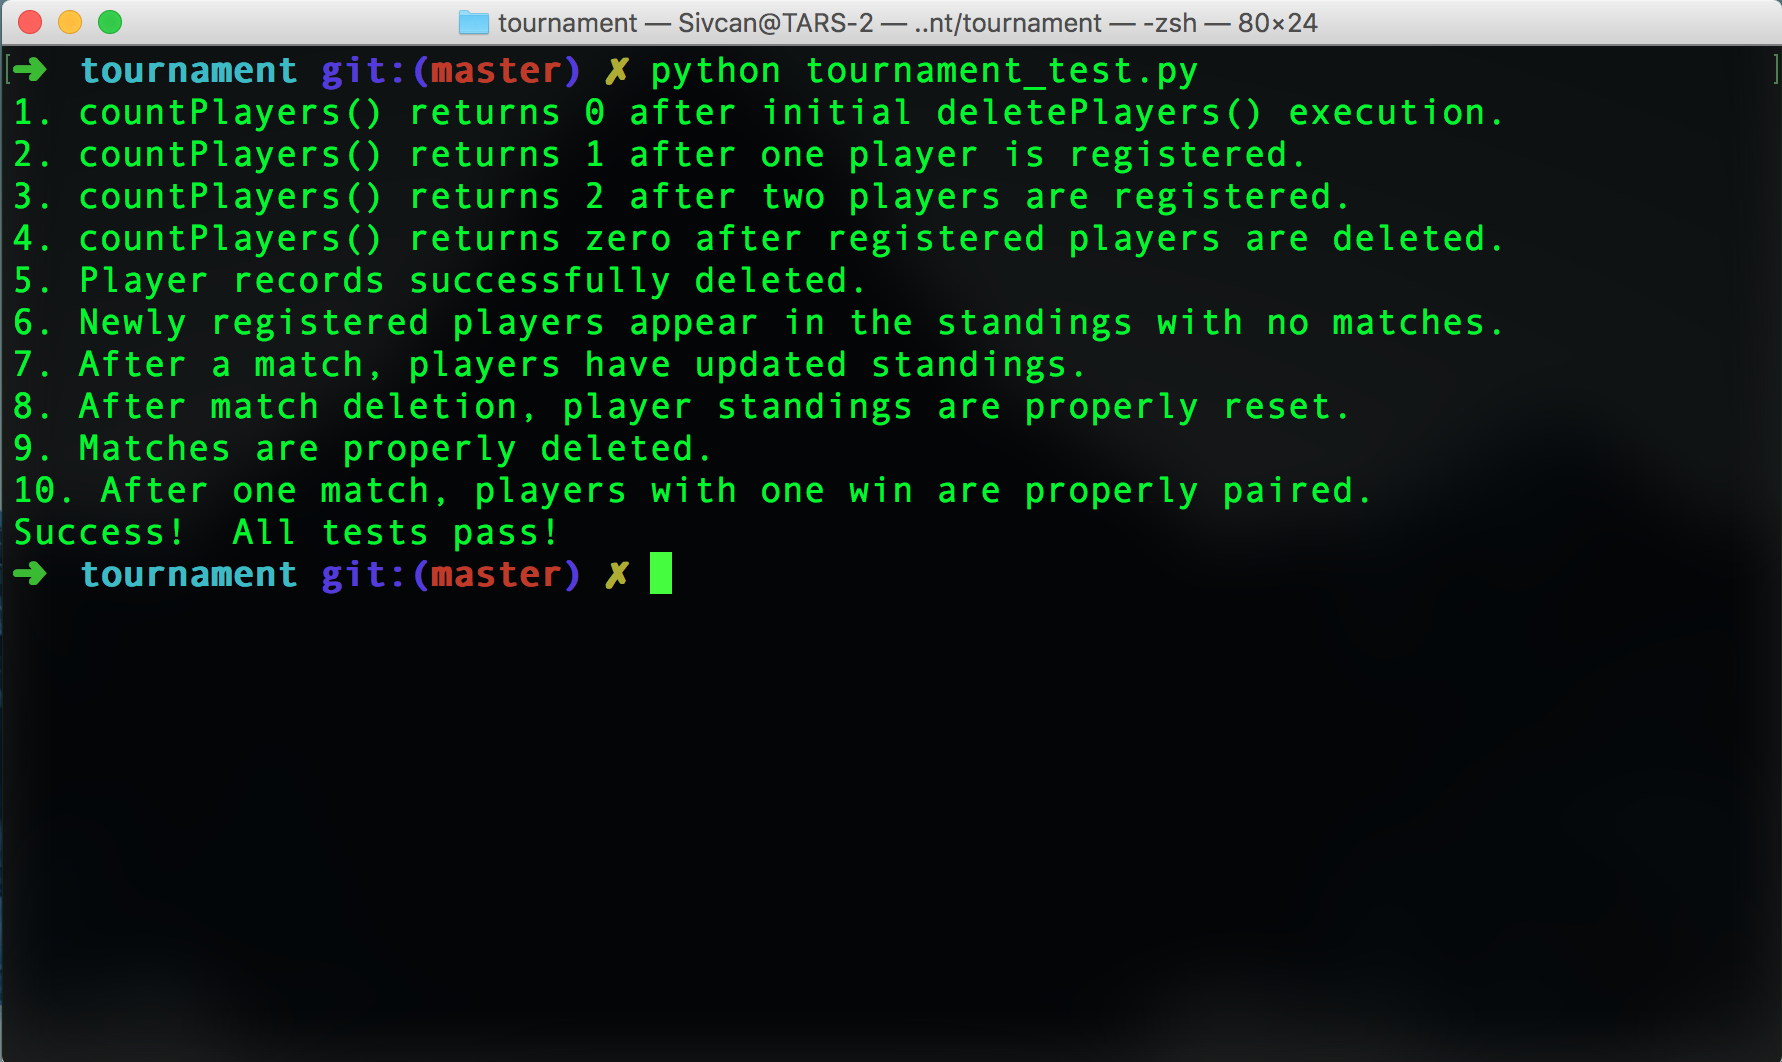 tournament — Sivcan@TARS-2 — ..nt/tournament — -zsh — 80×24
[➜  tournament git:(master) ✗ python tournament_test.py ]
1. countPlayers() returns 0 after initial deletePlayers() execution.
2. countPlayers() returns 1 after one player is registered.
3. countPlayers() returns 2 after two players are registered.
4. countPlayers() returns zero after registered players are deleted.
5. Player records successfully deleted.
6. Newly registered players appear in the standings with no matches.
7. After a match, players have updated standings.
8. After match deletion, player standings are properly reset.
9. Matches are properly deleted.
10. After one match, players with one win are properly paired.
Success!  All tests pass!
➜  tournament git:(master) ✗